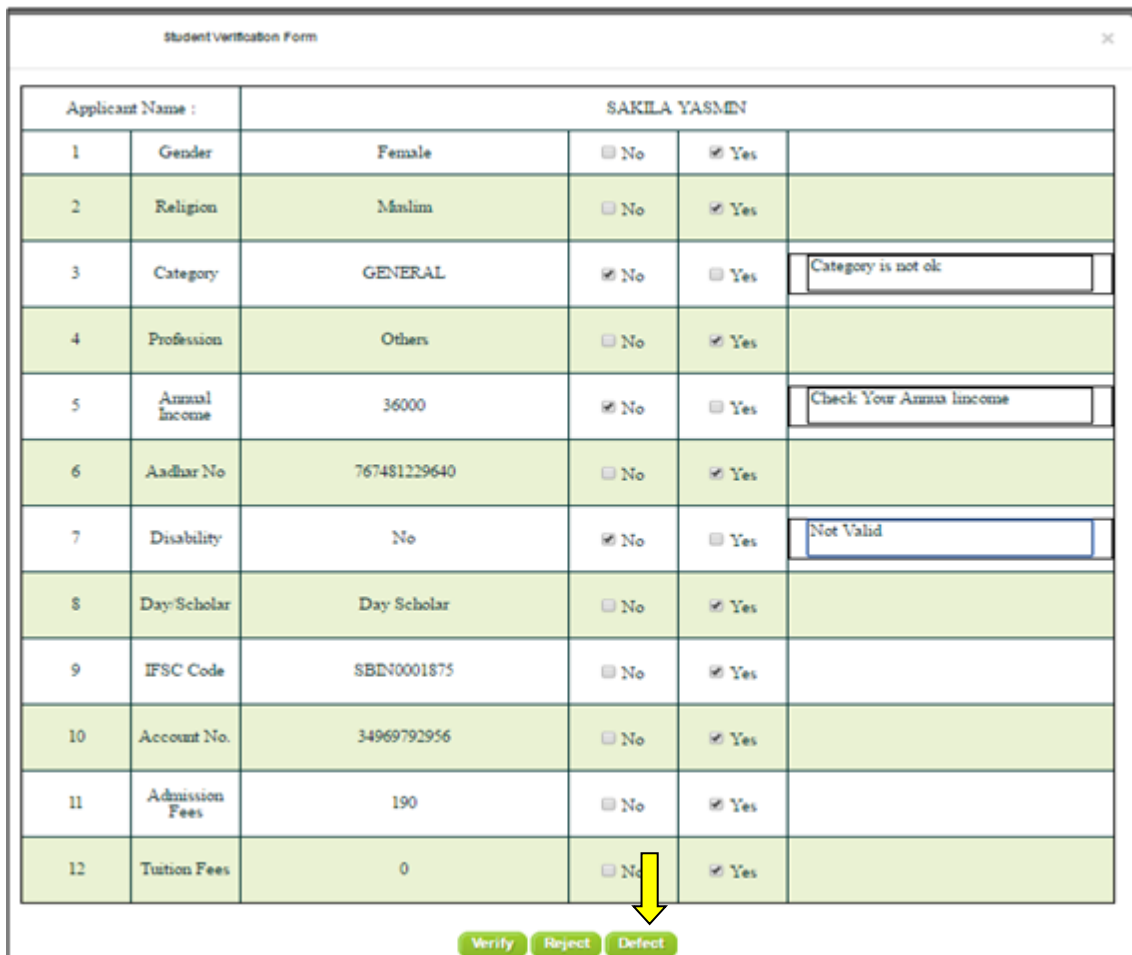 Student Verification Form ×
Applicant Name : SAKILA YASMIN
1 Gender Female No Yes
2 Religion Muslim No Yes
3 Category GENERAL No Yes Category is not ok
4 Profession Others No Yes
5 Annual Income 36000 No Yes Check Your Annua lincome
6 Aadhar No 767481229640 No Yes
7 Disability No No Yes Not Valid
8 Day/Scholar Day Scholar No Yes
9 IFSC Code SBIN0001875 No Yes
10 Account No. 34969792956 No Yes
11 Admission Fees 190 No Yes
12 Tuition Fees 0 No Yes
Verify Reject Defect